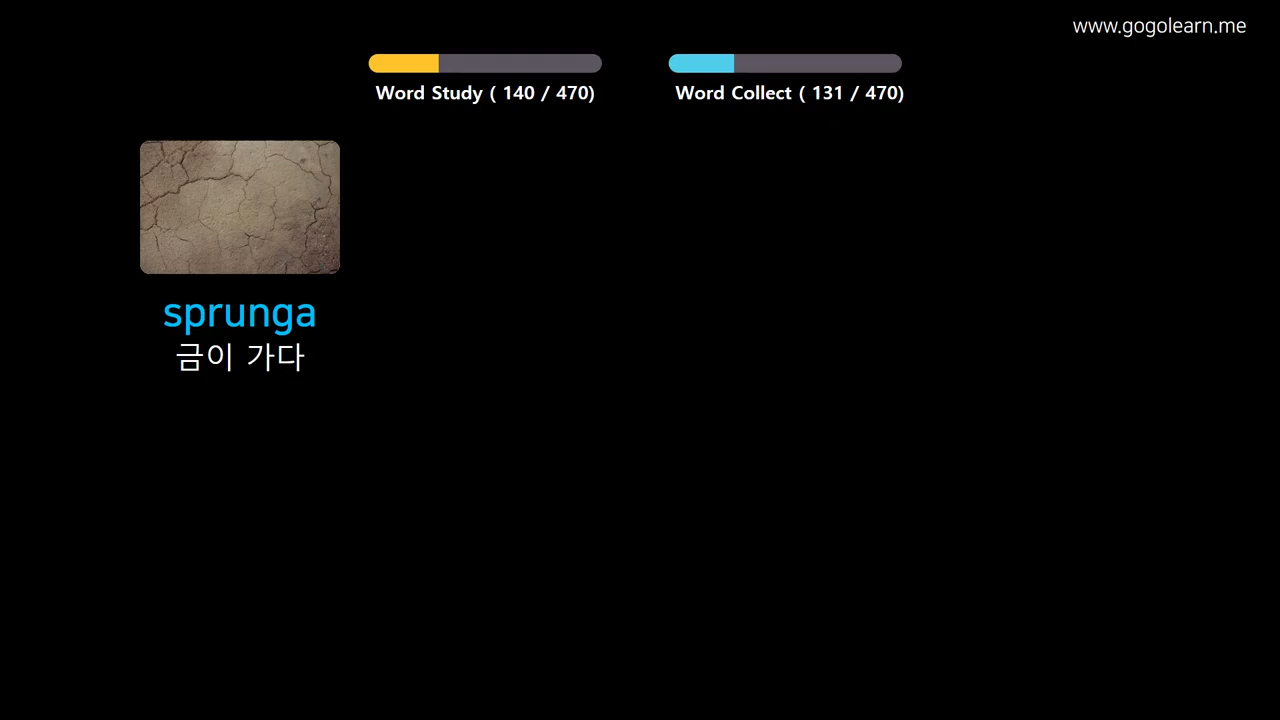 www.gogolearn.me
Word Study ( 140 / 470)
Word Collect ( 131 / 470)
sprunga
금이 가다